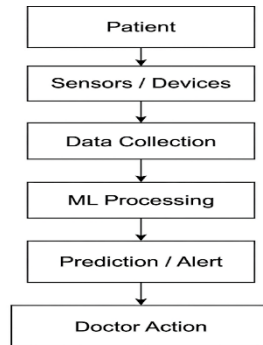 Patient
Sensors / Devices
Data Collection
ML Processing
Prediction / Alert
Doctor Action